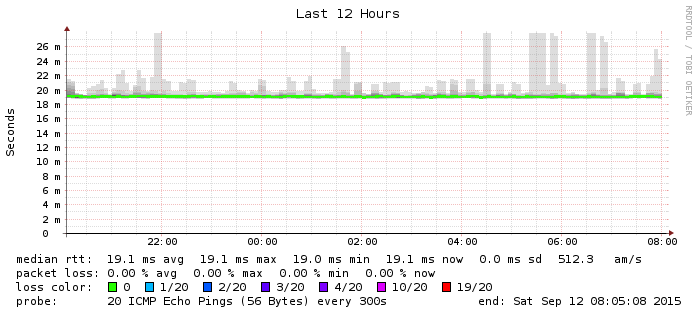 Last 12 Hours
RRDTOOL / TOBI OETIKER
Seconds
26 m
24 m
22 m
20 m
18 m
16 m
14 m
12 m
10 m
8 m
6 m
4 m
2 m
0
22:00 00:00 02:00 04:00 06:00 08:00
median rtt: 19.1 ms avg 19.1 ms max 19.0 ms min 19.1 ms now 0.0 ms sd 512.3 am/s
packet loss: 0.00 % avg 0.00 % max 0.00 % min 0.00 % now
loss color: 0 1/20 2/20 3/20 4/20 10/20 19/20
probe: 20 ICMP Echo Pings (56 Bytes) every 300s end: Sat Sep 12 08:05:08 2015